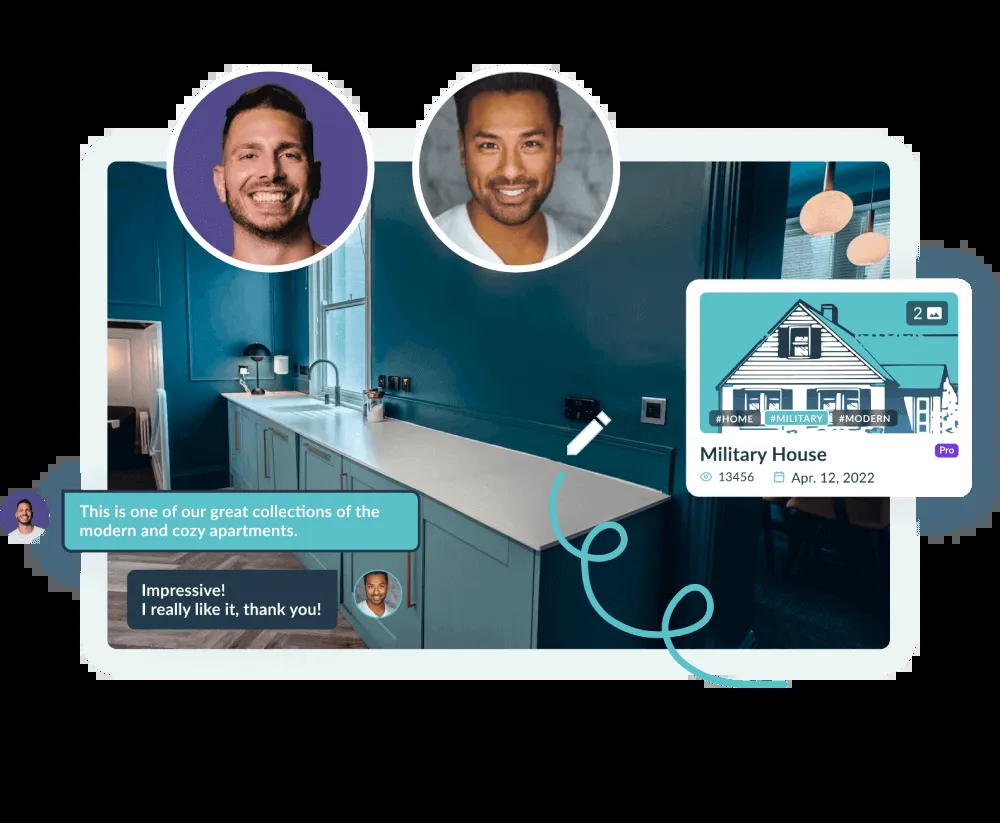 2
#HOME #MILITARY #MODERN
Military House
Pro
13456 Apr. 12, 2022
This is one of our great collections of the
modern and cozy apartments.
Impressive!
I really like it, thank you!